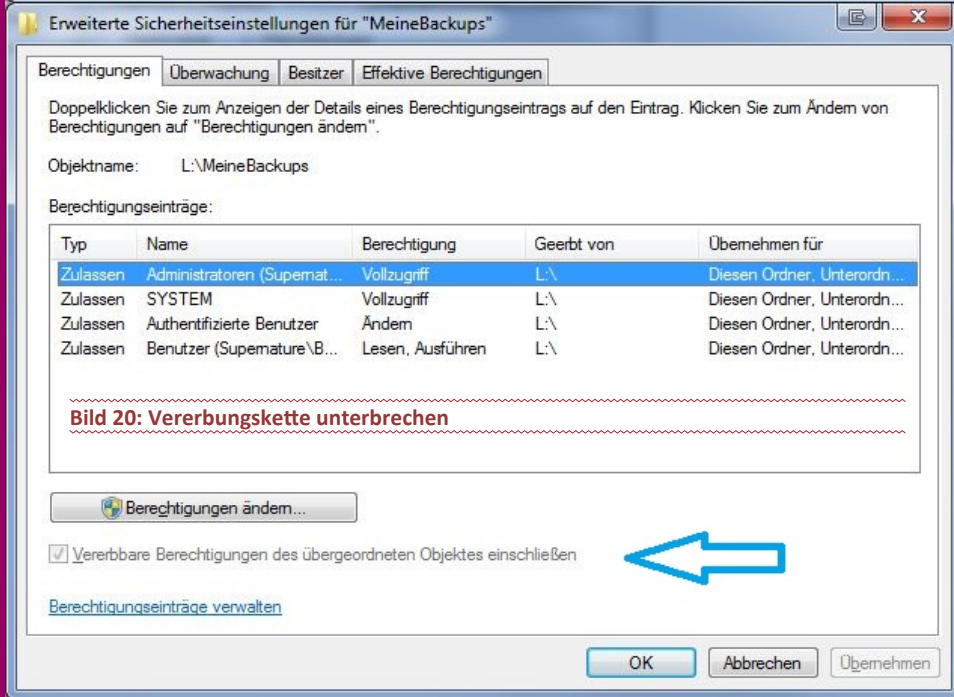 Erweiterte Sicherheitseinstellungen für "MeineBackups"
Berechtigungen Überwachung Besitzer Effektive Berechtigungen
Doppelklicken Sie zum Anzeigen der Details eines Berechtigungseintrags auf den Eintrag. Klicken Sie zum Ändern von
Berechtigungen auf "Berechtigungen ändern".
Objektname: L:\MeineBackups
Berechtigungseinträge:
Typ Name Berechtigung Geerbt von Übernehmen für
Zulassen Administratoren (Supernat... Vollzugriff L:\ Diesen Ordner, Unterordn...
Zulassen SYSTEM Vollzugriff L:\ Diesen Ordner, Unterordn...
Zulassen Authentifizierte Benutzer Ändern L:\ Diesen Ordner, Unterordn...
Zulassen Benutzer (Supernature\B... Lesen, Ausführen L:\ Diesen Ordner, Unterordn...
Bild 20: Vererbungskette unterbrechen
Berechtigungen ändern...
Vererbbare Berechtigungen des übergeordneten Objektes einschließen
Berechtigungseinträge verwalten
OK Abbrechen Übernehmen